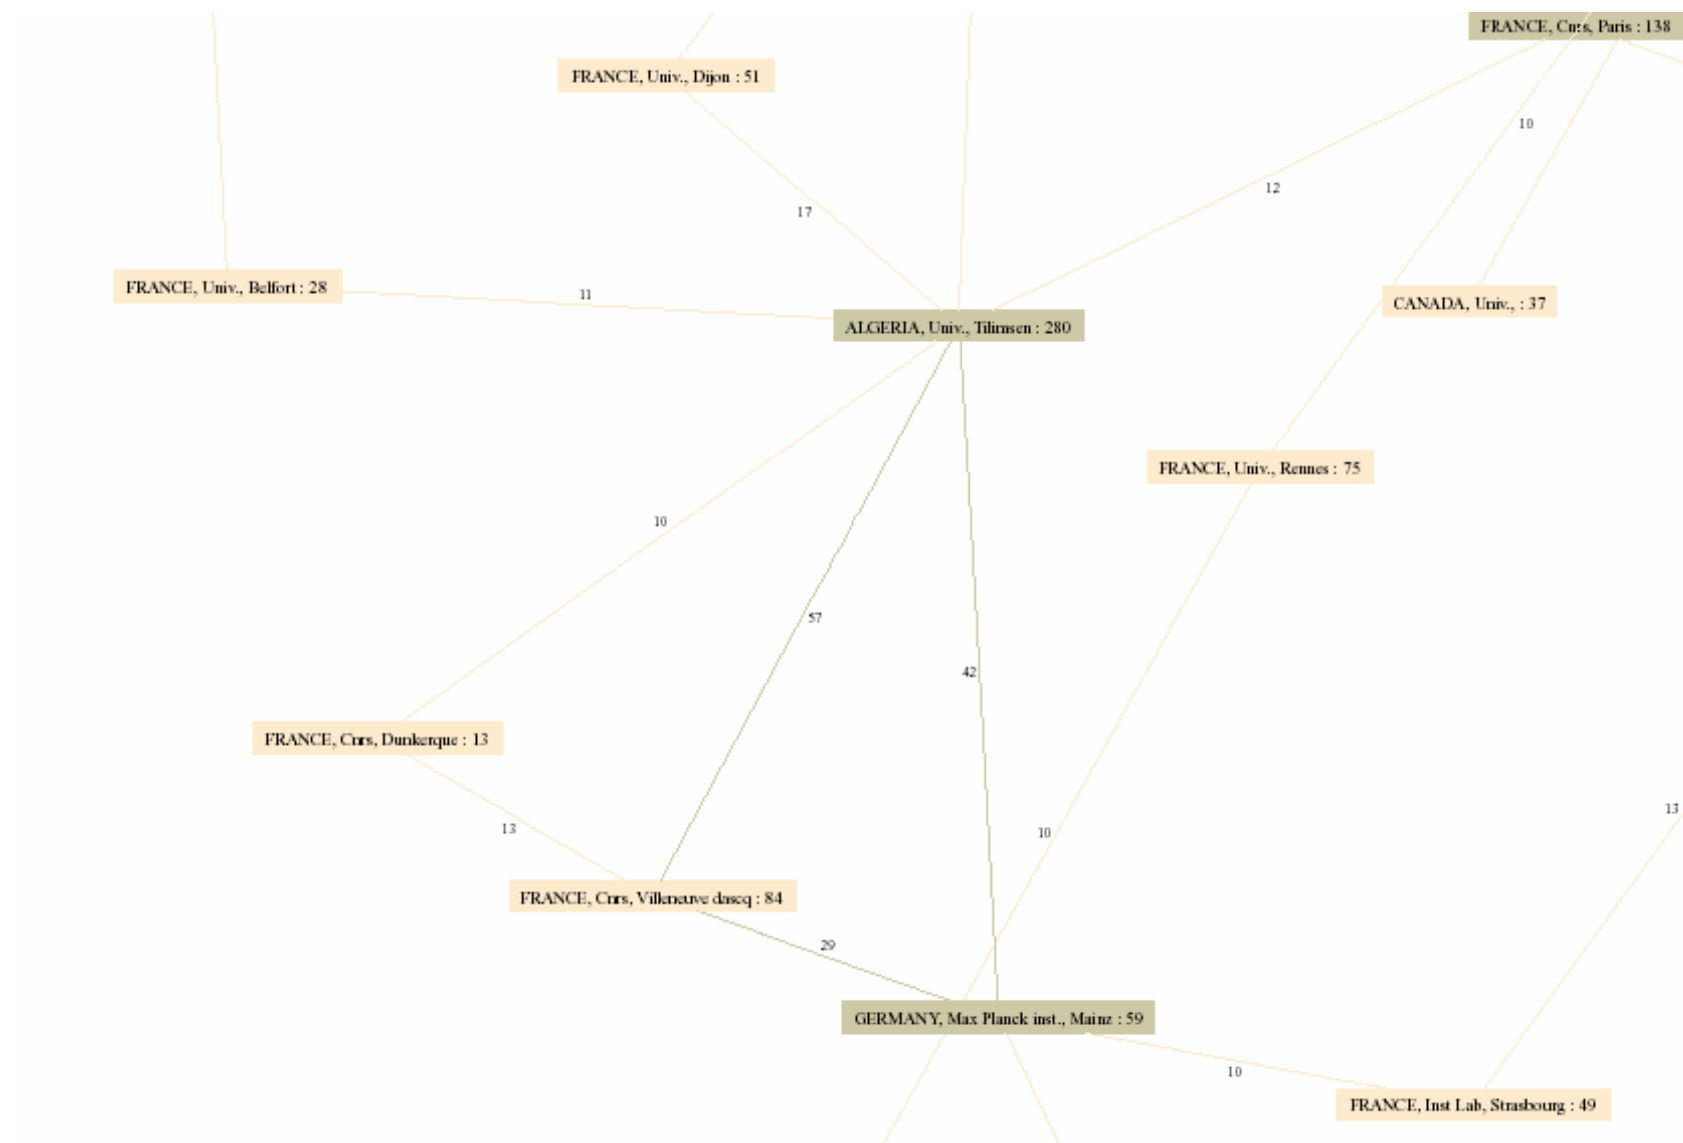 FRANCE, Cnrs, Paris : 138
FRANCE, Univ., Dijon : 51
10
12
17
FRANCE, Univ., Belfort : 28
11
CANADA, Univ., : 37
ALGERIA, Univ., Tilimsen : 280
FRANCE, Univ., Rennes : 75
10
57
42
FRANCE, Cnrs, Dunkerque : 13
13
13
10
FRANCE, Cnrs, Villeneuve dascq : 84
29
GERMANY, Max Planck inst., Mainz : 59
10
FRANCE, Inst Lab, Strasbourg : 49